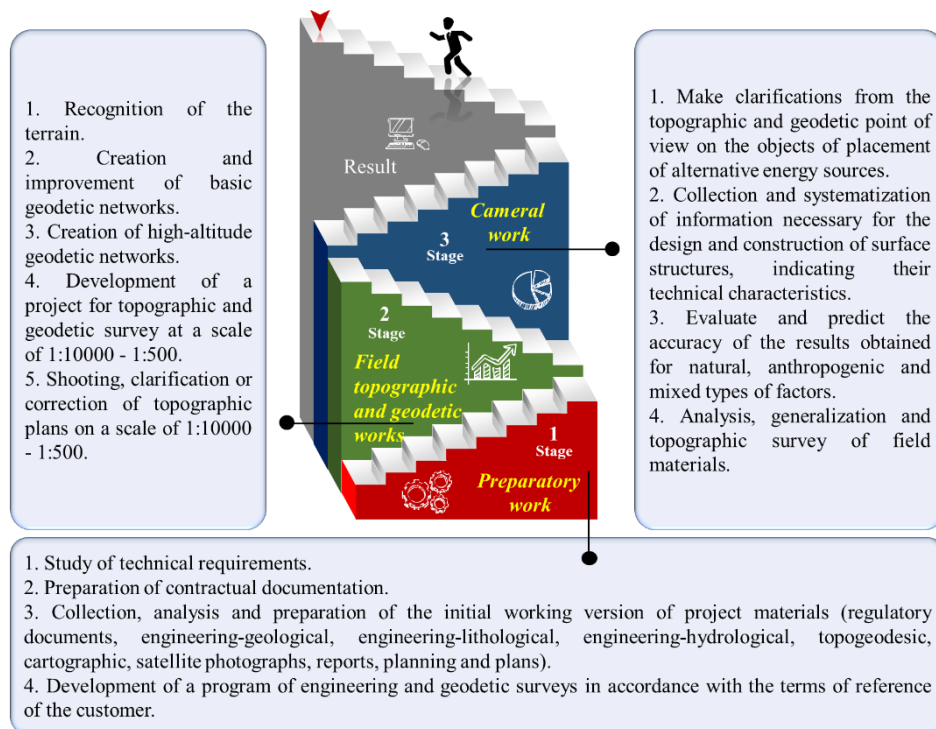 1. Recognition of the
terrain.
2. Creation and
improvement of basic
geodetic networks.
3. Creation of high-altitude
geodetic networks.
4. Development of a
project for topographic and
geodetic survey at a scale
of 1:10000 - 1:500.
5. Shooting, clarification or
correction of topographic
plans on a scale of 1:10000
- 1:500.
Result
Cameral
work
3
Stage
2
Stage
Field
topographic
and geodetic
works
1
Stage
Preparatory
work
1. Make clarifications from the
topographic and geodetic point of
view on the objects of placement
of alternative energy sources.
2. Collection and systematization
of information necessary for the
design and construction of surface
structures, indicating their
technical characteristics.
3. Evaluate and predict the
accuracy of the results obtained
for natural, anthropogenic and
mixed types of factors.
4. Analysis, generalization and
topographic survey of field
materials.
1. Study of technical requirements.
2. Preparation of contractual documentation.
3. Collection, analysis and preparation of the initial working version of project materials (regulatory
documents, engineering-geological, engineering-lithological, engineering-hydrological, topogeodesic,
cartographic, satellite photographs, reports, planning and plans).
4. Development of a program of engineering and geodetic surveys in accordance with the terms of reference
of the customer.